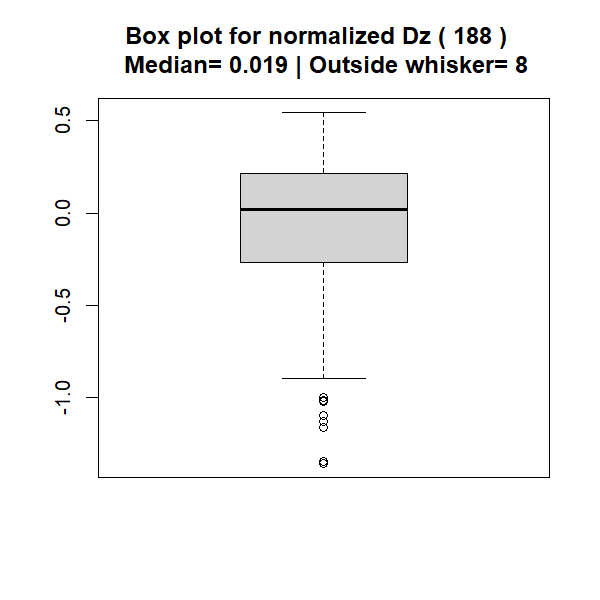 Box plot for normalized Dz ( 188 )
Median= 0.019 | Outside whisker= 8
0.5
0.0
-0.5
-1.0